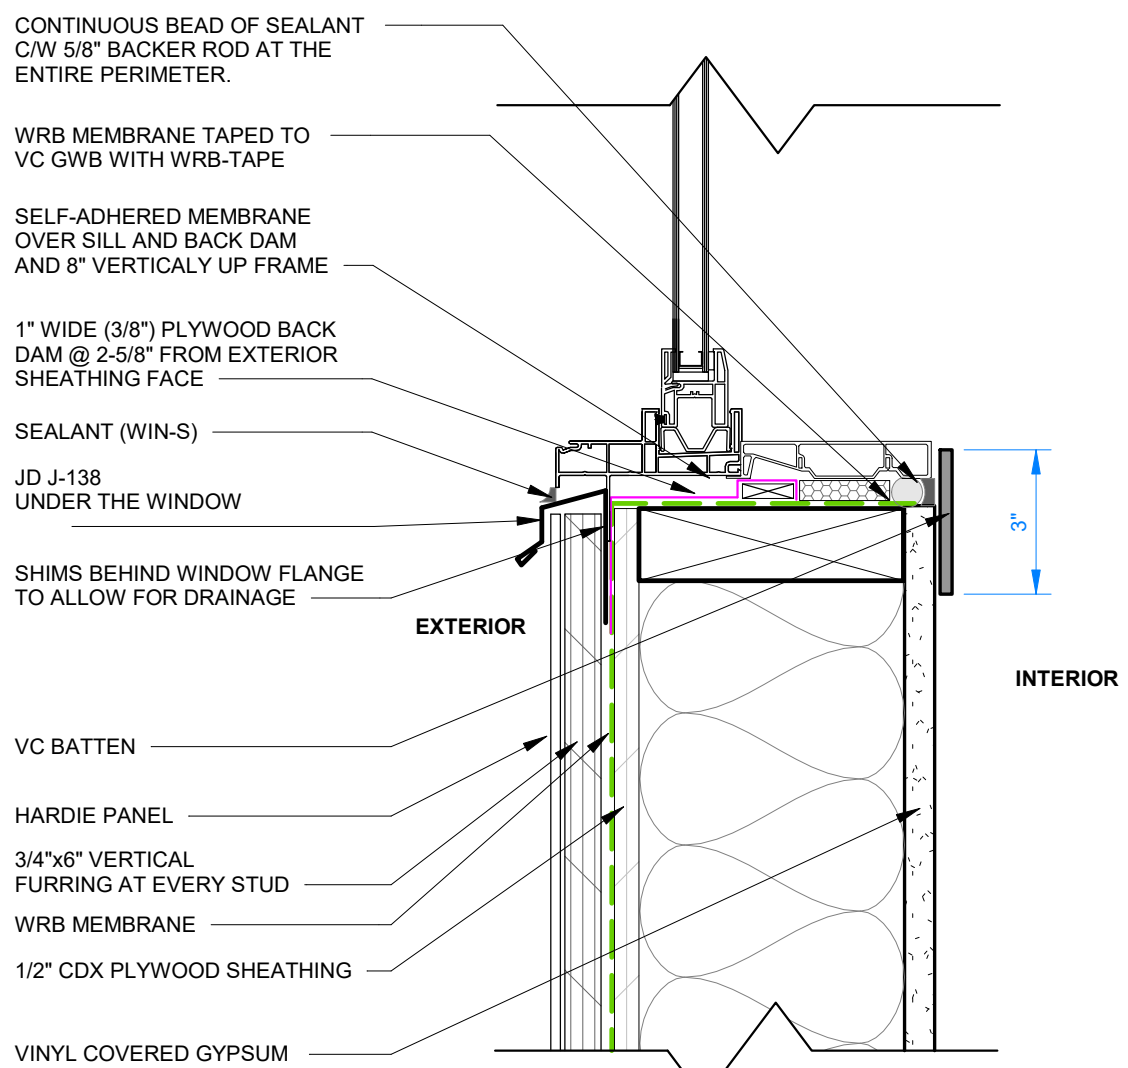 CONTINUOUS BEAD OF SEALANT
C/W 5/8" BACKER ROD AT THE
ENTIRE PERIMETER.
WRB MEMBRANE TAPED TO
VC GWB WITH WRB-TAPE
SELF-ADHERED MEMBRANE
OVER SILL AND BACK DAM
AND 8" VERTICALY UP FRAME
1" WIDE (3/8") PLYWOOD BACK
DAM @ 2-5/8" FROM EXTERIOR
SHEATHING FACE
SEALANT (WIN-S)
JD J-138
UNDER THE WINDOW
SHIMS BEHIND WINDOW FLANGE
TO ALLOW FOR DRAINAGE
EXTERIOR
3"
INTERIOR
VC BATTEN
HARDIE PANEL
3/4"x6" VERTICAL
FURRING AT EVERY STUD
WRB MEMBRANE
1/2" CDX PLYWOOD SHEATHING
VINYL COVERED GYPSUM